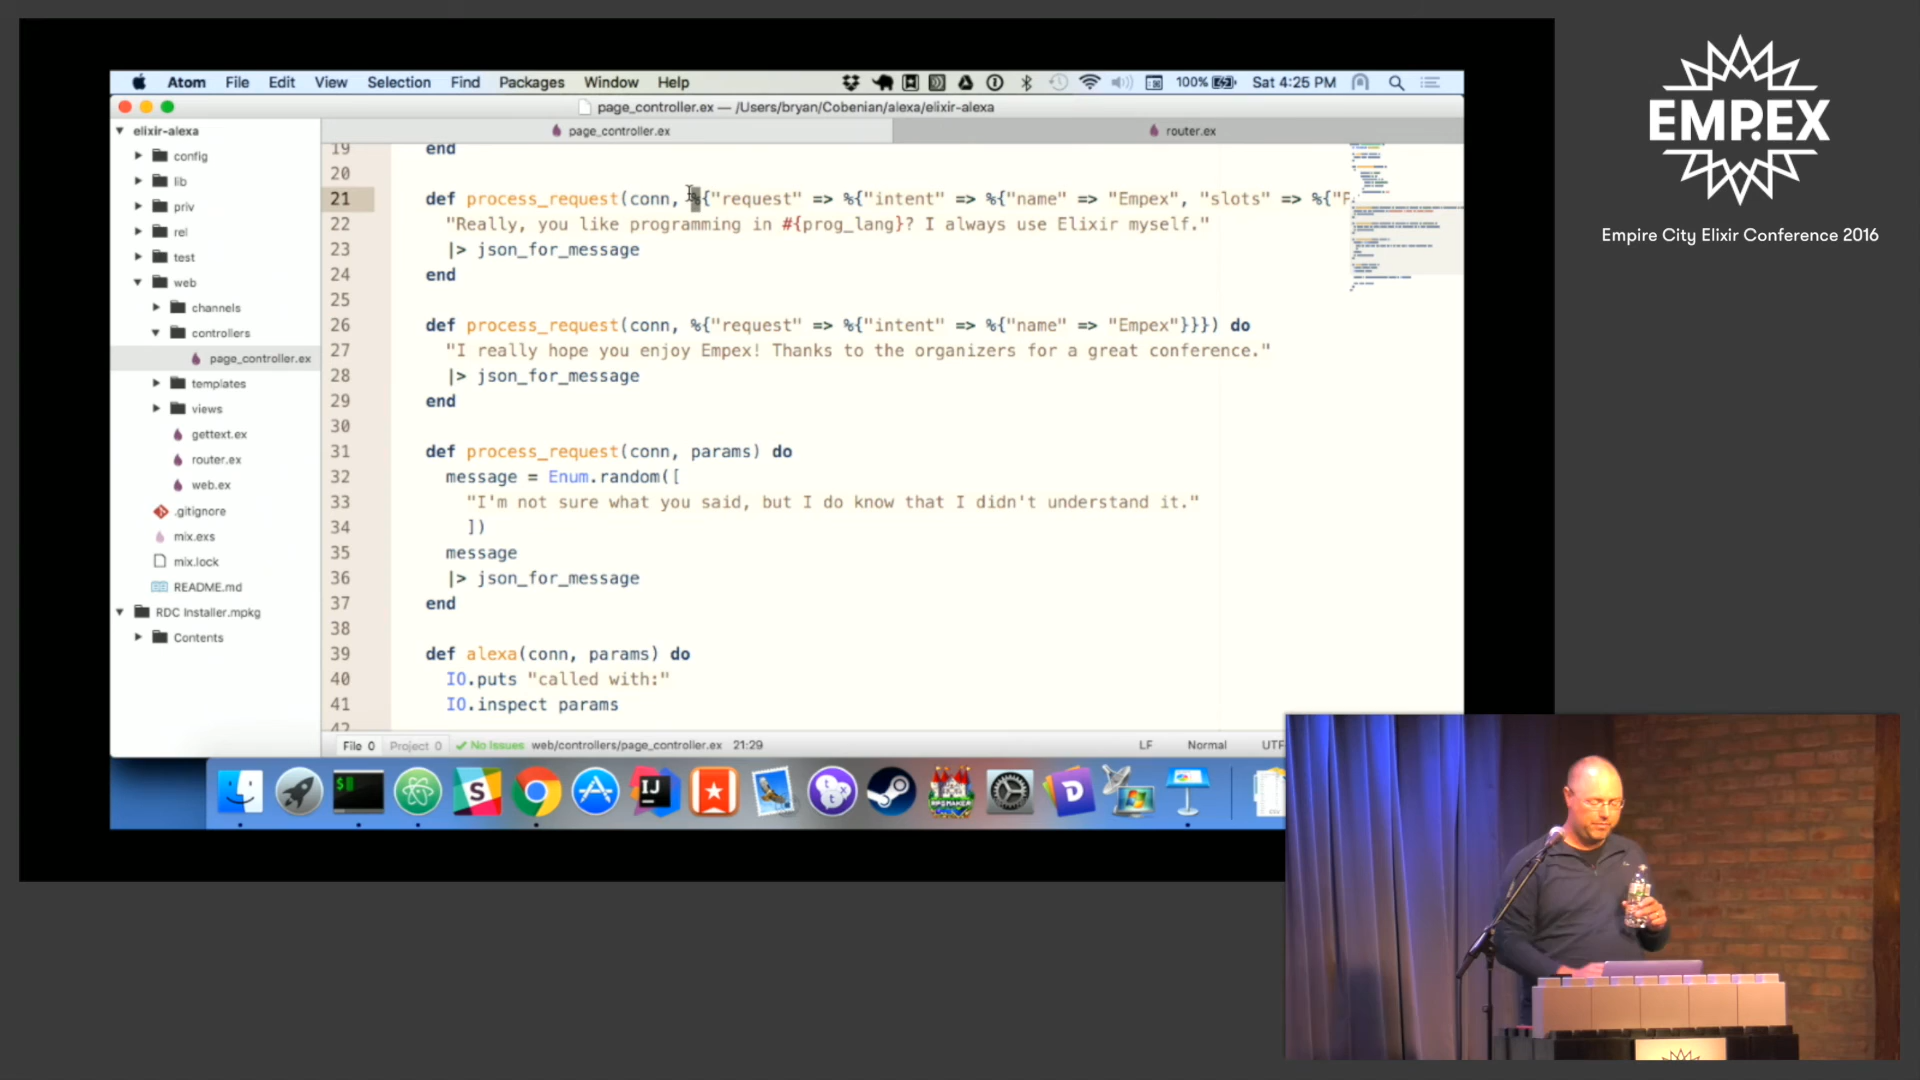 Atom File Edit View Selection Find Packages Window Help 100% Sat 4:25 PM
page_controller.ex — /Users/bryan/Cobenian/alexa/elixir-alexa
elixir-alexa
config
lib
priv
rel
test
web
channels
controllers
page_controller.ex
templates
views
gettext.ex
router.ex
web.ex
.gitignore
mix.exs
mix.lock
README.md
RDC Installer.mpkg
Contents
page_controller.ex router.ex
19 end
20
21 def process_request(conn, %{"request" => %{"intent" => %{"name" => "Empex", "slots" => %{"
22 "Really, you like programming in #{prog_lang}? I always use Elixir myself."
23 |> json_for_message
24 end
25
26 def process_request(conn, %{"request" => %{"intent" => %{"name" => "Empex"}}}) do
27 "I really hope you enjoy Empex! Thanks to the organizers for a great conference."
28 |> json_for_message
29 end
30
31 def process_request(conn, params) do
32 message = Enum.random([
33 "I'm not sure what you said, but I do know that I didn't understand it."
34 ])
35 message
36 |> json_for_message
37 end
38
39 def alexa(conn, params) do
40 IO.puts "called with:"
41 IO.inspect params
42
File 0 Project 0 No Issues web/controllers/page_controller.ex 21:29 LF Normal UTF
EMPEX
Empire City Elixir Conference 2016